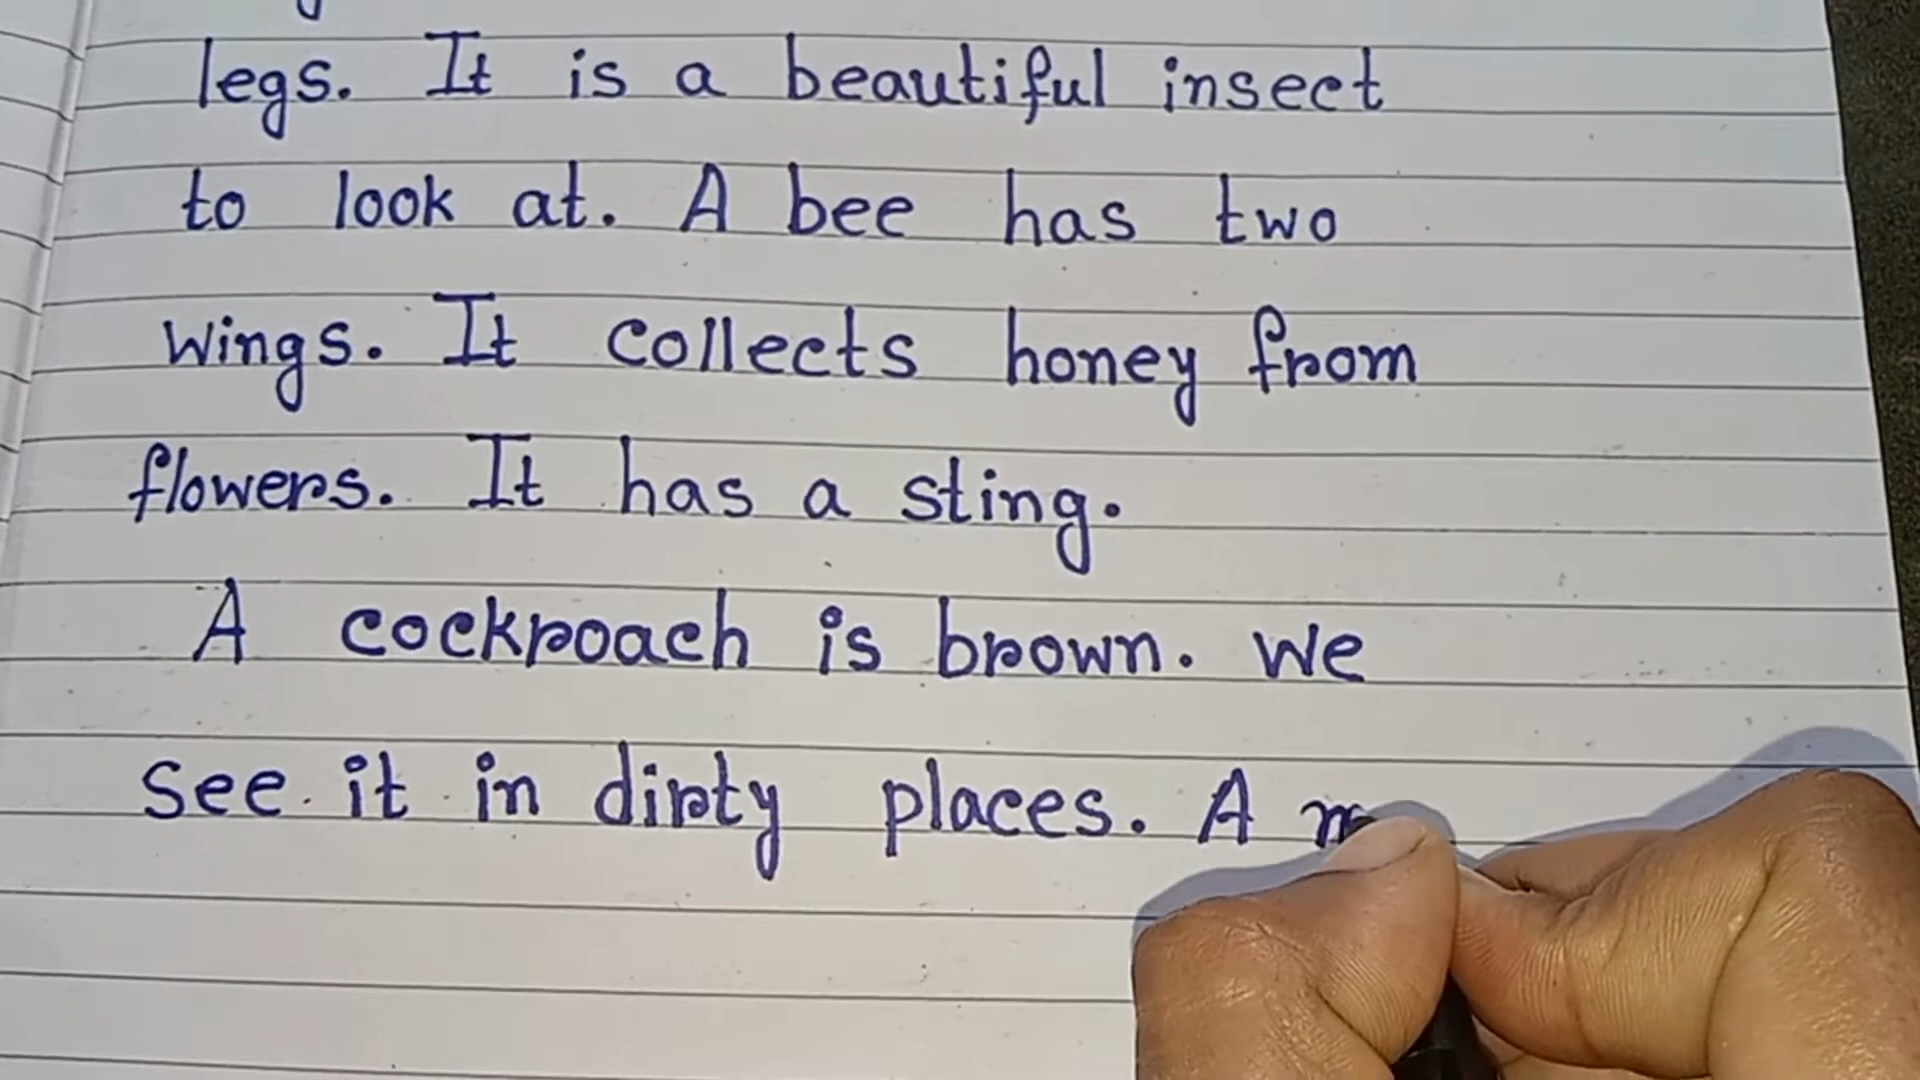 legs. It is a beautiful insect
to look at. A bee has two
wings. It collects honey from
flowers. It has a sting.
A cockroach is brown. We
see it in dirty places. A